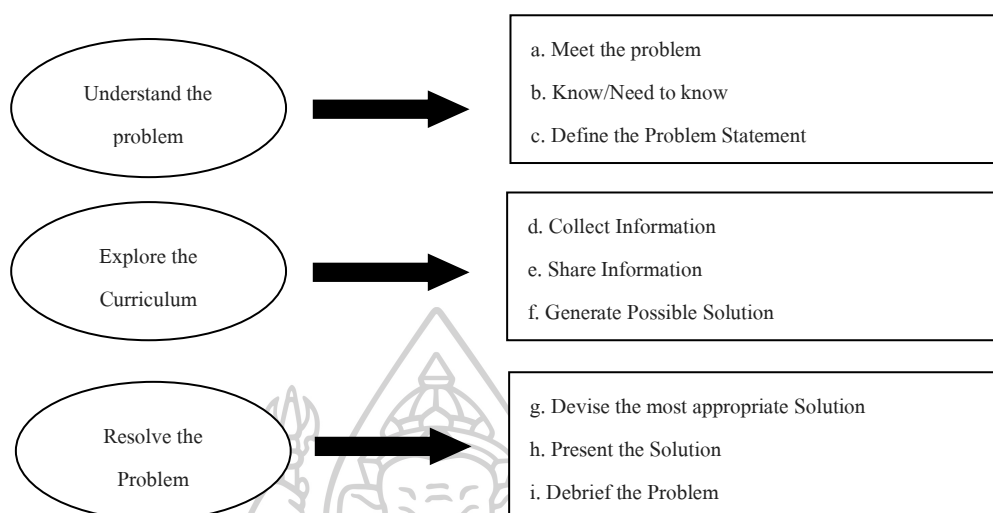 Understand the
problem
a. Meet the problem
b. Know/Need to know
c. Define the Problem Statement
Explore the
Curriculum
d. Collect Information
e. Share Information
f. Generate Possible Solution
Resolve the
Problem
g. Devise the most appropriate Solution
h. Present the Solution
i. Debrief the Problem